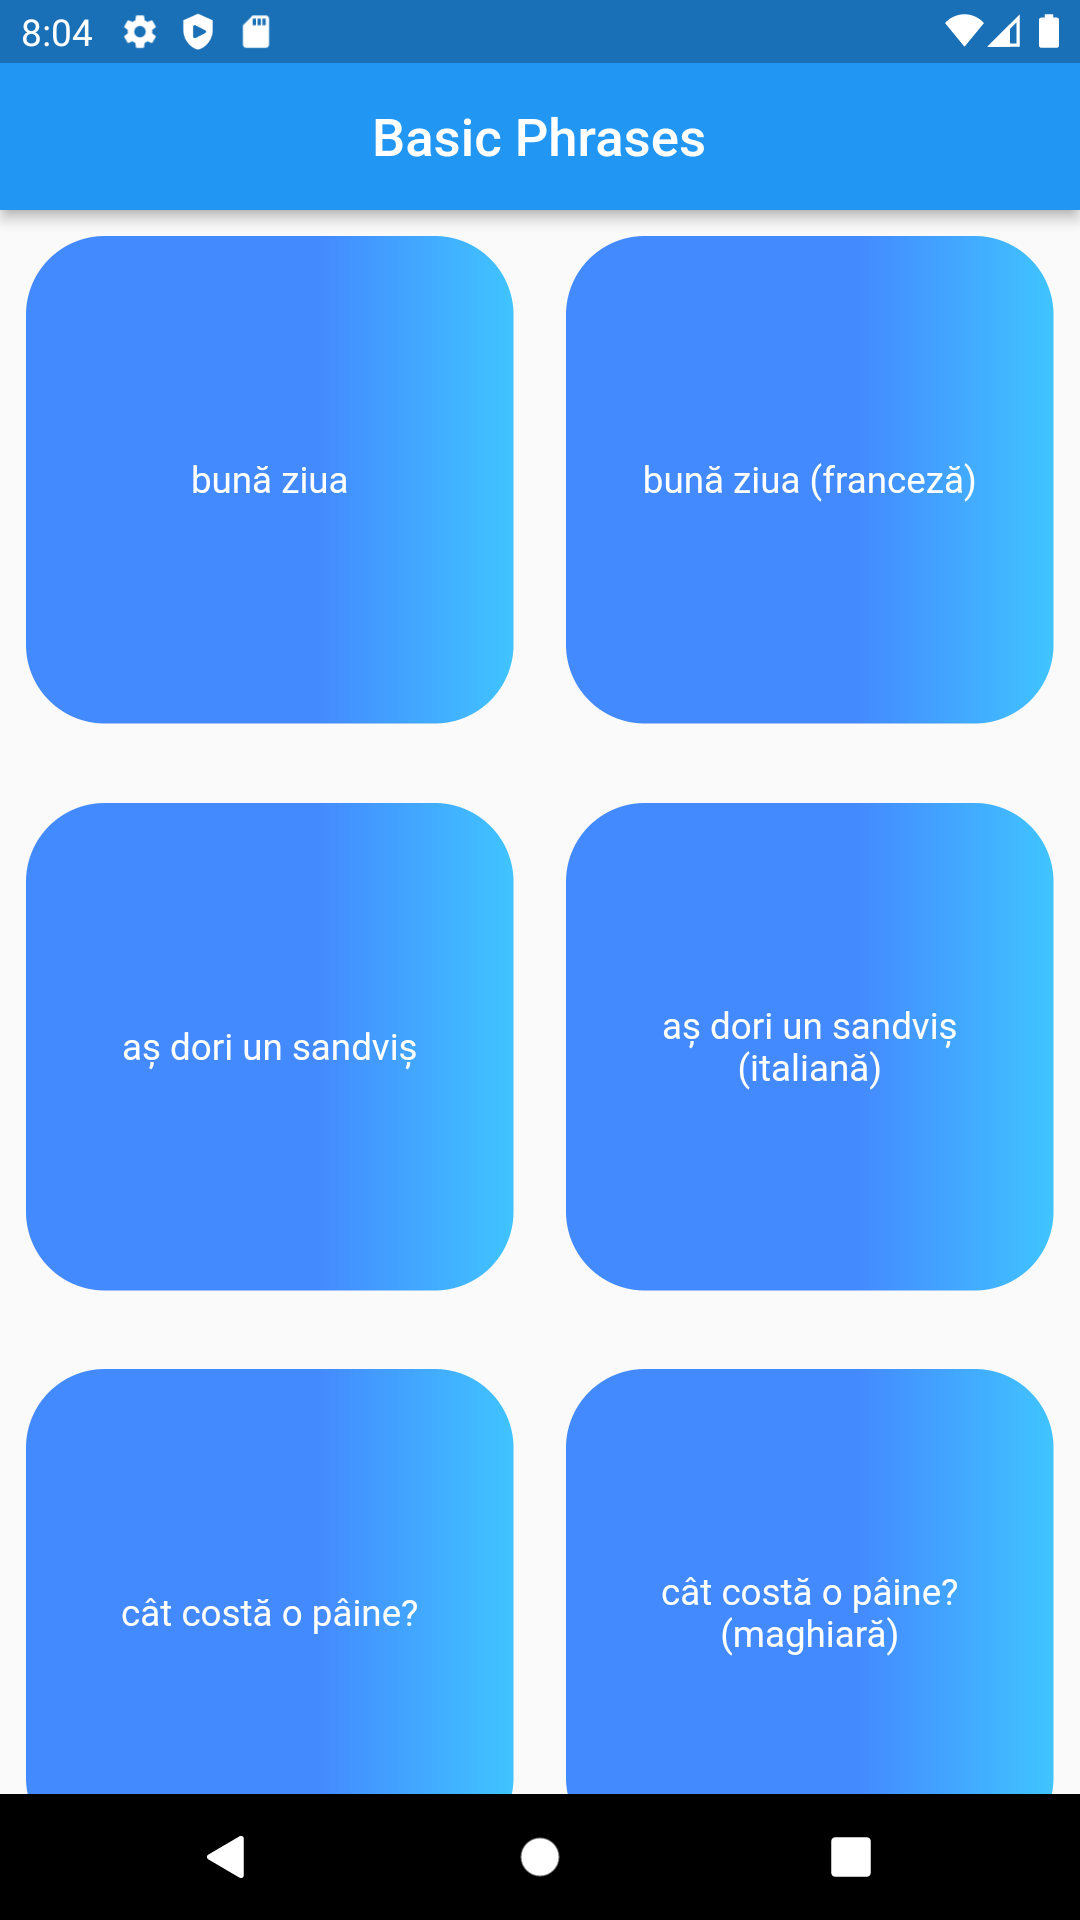 8:04
Basic Phrases
bună ziua
bună ziua (franceză)
aș dori un sandviș
aș dori un sandviș
(italiană)
cât costă o pâine?
cât costă o pâine?
(maghiară)